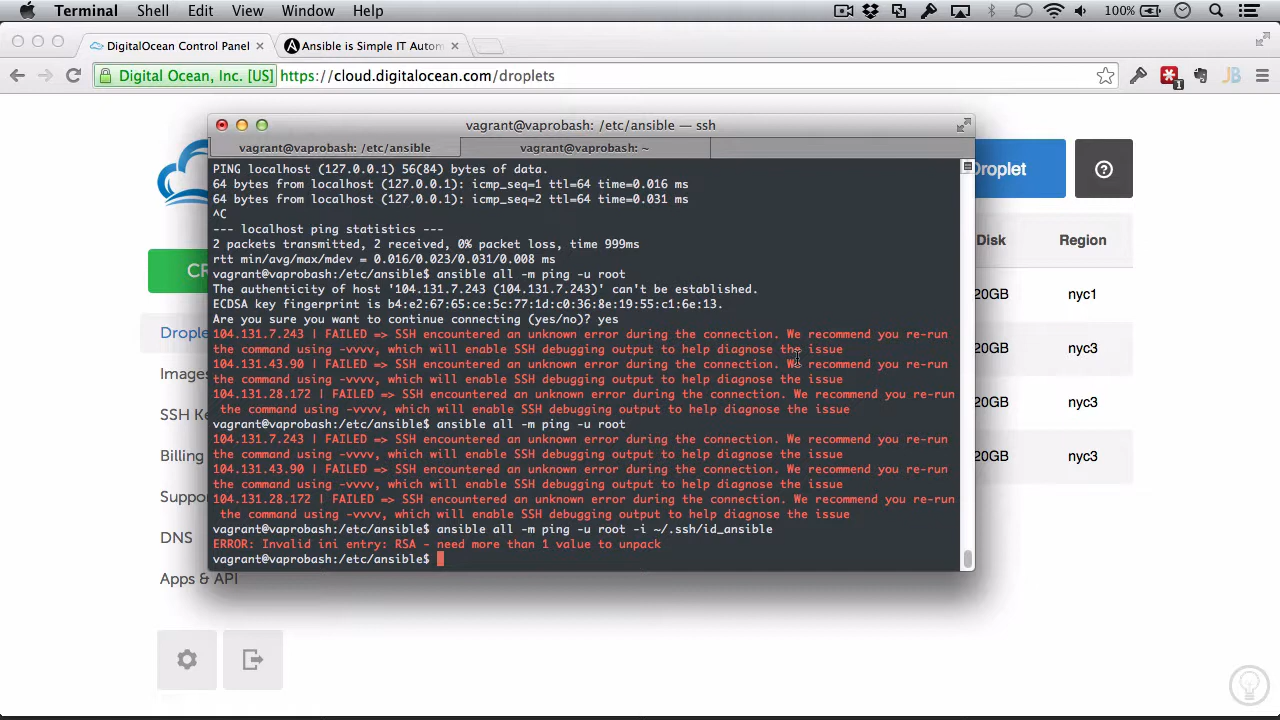 Terminal Shell Edit View Window Help 100%
DigitalOcean Control Panel × Ansible is Simple IT Autom ×
Digital Ocean, Inc. [US] https://cloud.digitalocean.com/droplets 1 JB
vagrant@vaprobash: /etc/ansible — ssh
vagrant@vaprobash: /etc/ansible vagrant@vaprobash: ~
PING localhost (127.0.0.1) 56(84) bytes of data.
64 bytes from localhost (127.0.0.1): icmp_seq=1 ttl=64 time=0.016 ms
64 bytes from localhost (127.0.0.1): icmp_seq=2 ttl=64 time=0.031 ms
^C
--- localhost ping statistics ---
2 packets transmitted, 2 received, 0% packet loss, time 999ms
rtt min/avg/max/mdev = 0.016/0.023/0.031/0.008 ms
vagrant@vaprobash:/etc/ansible$ ansible all -m ping -u root
The authenticity of host '104.131.7.243 (104.131.7.243)' can't be established.
ECDSA key fingerprint is b4:e2:67:65:ce:5c:77:1d:c0:36:8e:19:55:c1:6e:13.
Are you sure you want to continue connecting (yes/no)? yes
104.131.7.243 | FAILED => SSH encountered an unknown error during the connection. We recommend you re-run
the command using -vvvv, which will enable SSH debugging output to help diagnose the issue
104.131.43.90 | FAILED => SSH encountered an unknown error during the connection. We recommend you re-run
the command using -vvvv, which will enable SSH debugging output to help diagnose the issue
104.131.28.172 | FAILED => SSH encountered an unknown error during the connection. We recommend you re-run
the command using -vvvv, which will enable SSH debugging output to help diagnose the issue
vagrant@vaprobash:/etc/ansible$ ansible all -m ping -u root
104.131.7.243 | FAILED => SSH encountered an unknown error during the connection. We recommend you re-run
the command using -vvvv, which will enable SSH debugging output to help diagnose the issue
104.131.43.90 | FAILED => SSH encountered an unknown error during the connection. We recommend you re-run
the command using -vvvv, which will enable SSH debugging output to help diagnose the issue
104.131.28.172 | FAILED => SSH encountered an unknown error during the connection. We recommend you re-run
the command using -vvvv, which will enable SSH debugging output to help diagnose the issue
vagrant@vaprobash:/etc/ansible$ ansible all -m ping -u root -i ~/.ssh/id_ansible
ERROR: Invalid ini entry: RSA - need more than 1 value to unpack
vagrant@vaprobash:/etc/ansible$
CR
Drople
Images
SSH Ke
Billing
Suppo
DNS
Apps & API
Droplet
Disk Region
20GB nyc1
20GB nyc3
20GB nyc3
20GB nyc3